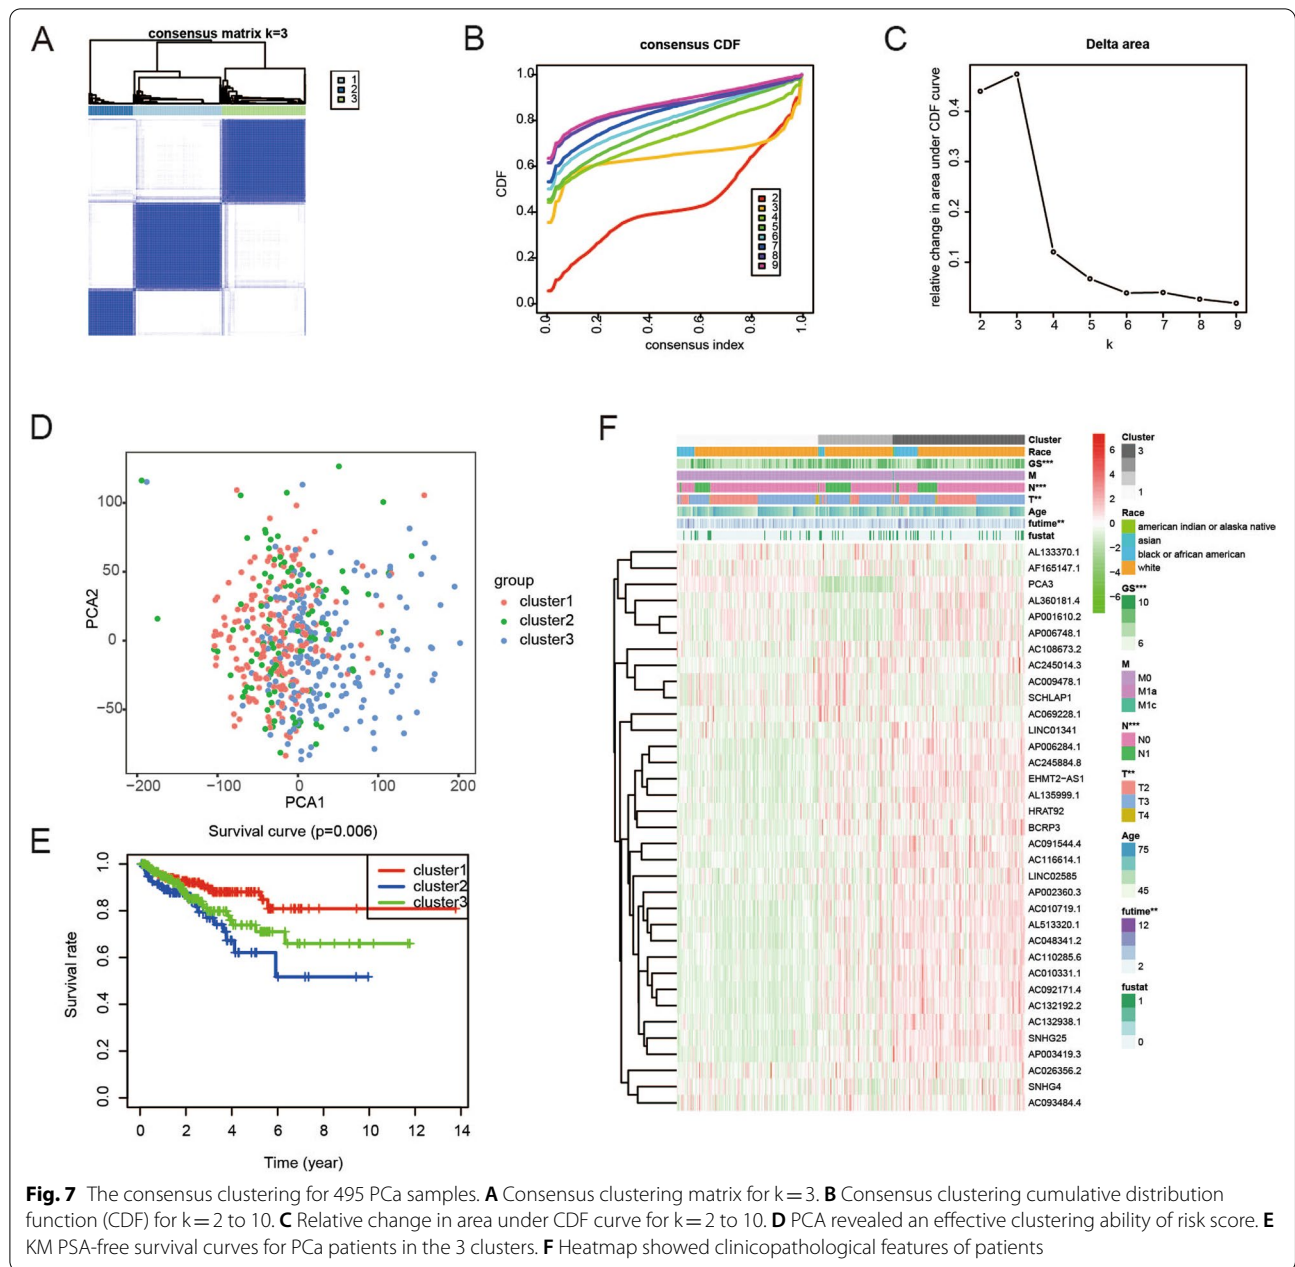 A
consensus matrix k=3
1
2
3
B
consensus CDF
CDF
1.0
0.8
0.6
0.4
0.2
0.0
2
3
4
5
6
7
8
9
0.0
0.2
0.4
0.6
0.8
1.0
consensus index
C
Delta area
relative change in area under CDF curve
0.4
0.3
0.2
0.1
2 3 4 5 6 7 8 9
k
D
PCA2
100
50
0
−50
−200 −100 0 100 200
PCA1
group
cluster1
cluster2
cluster3
E
Survival curve (p=0.006)
Survival rate
1.0
0.8
0.6
0.4
0.2
0.0
cluster1
cluster2
cluster3
0 2 4 6 8 10 12 14
Time (year)
F
Cluster
Race
GS***
M
N***
T**
Age
futime**
fustat
AL133370.1
AF165147.1
PCA3
AL360181.4
AP001610.2
AP006748.1
AC108673.2
AC245014.3
AC009478.1
SCHLAP1
AC069228.1
LINC01341
AP006284.1
AC245884.8
EHMT2−AS1
AL135999.1
HRAT92
BCRP3
AC091544.4
AC116614.1
LINC02585
AP002360.3
AC010719.1
AL513320.1
AC048341.2
AC110285.6
AC010331.1
AC092171.4
AC132192.2
AC132938.1
SNHG25
AP003419.3
AC026356.2
SNHG4
AC093484.4
6
4
2
0
−2
−4
−6
Cluster
3
1
Race
american indian or alaska native
asian
black or african american
white
GS***
10
6
M
M0
M1a
M1c
N***
N0
N1
T**
T2
T3
T4
Age
75
45
futime**
12
2
fustat
1
0
Fig. 7 The consensus clustering for 495 PCa samples. A Consensus clustering matrix for k = 3. B Consensus clustering cumulative distribution
function (CDF) for k = 2 to 10. C Relative change in area under CDF curve for k = 2 to 10. D PCA revealed an effective clustering ability of risk score. E
KM PSA-free survival curves for PCa patients in the 3 clusters. F Heatmap showed clinicopathological features of patients